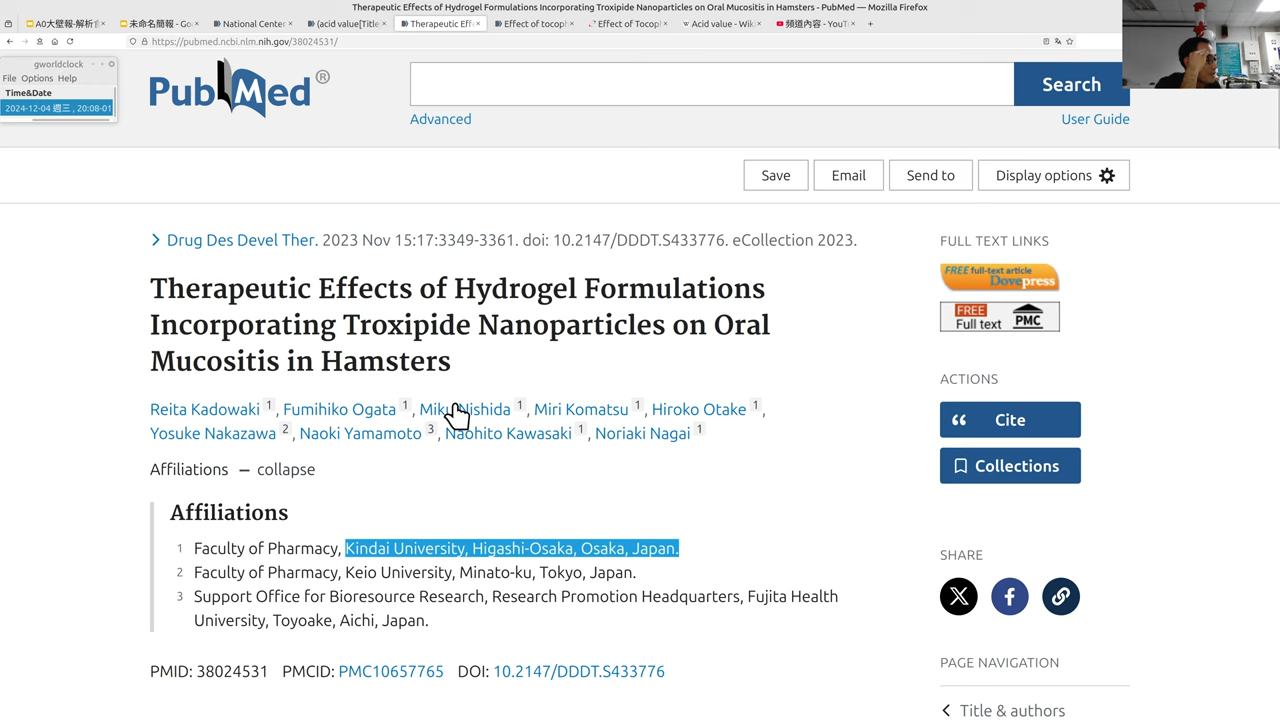 Therapeutic Effects of Hydrogel Formulations Incorporating Troxipide Nanoparticles on Oral Mucositis in Hamsters - PubMed — Mozilla Firefox
A0大壁報-解析 未命名簡報 - Go National Center (acid value[Title Therapeutic Eff Effect of tocop Effect of Tocop Acid value - Wik 頻道內容 - YouT
https://pubmed.ncbi.nlm.nih.gov/38024531/
gworldclock
File Options Help
Time&Date
2024-12-04 週三 , 20:08-01
PubMed®
Search
Advanced
User Guide
Save Email Send to Display options
Drug Des Devel Ther. 2023 Nov 15:17:3349-3361. doi: 10.2147/DDDT.S433776. eCollection 2023.
Therapeutic Effects of Hydrogel Formulations
Incorporating Troxipide Nanoparticles on Oral
Mucositis in Hamsters
Reita Kadowaki 1, Fumihiko Ogata 1, Miku Nishida 1, Miri Komatsu 1, Hiroko Otake 1,
Yosuke Nakazawa 2, Naoki Yamamoto 3, Naohito Kawasaki 1, Noriaki Nagai 1
Affiliations – collapse
Affiliations
1 Faculty of Pharmacy, Kindai University, Higashi-Osaka, Osaka, Japan.
2 Faculty of Pharmacy, Keio University, Minato-ku, Tokyo, Japan.
3 Support Office for Bioresource Research, Research Promotion Headquarters, Fujita Health
University, Toyoake, Aichi, Japan.
PMID: 38024531 PMCID: PMC10657765 DOI: 10.2147/DDDT.S433776
FULL TEXT LINKS
FREE full-text article
Dovepress
FREE
Full text PMC
ACTIONS
Cite
Collections
SHARE
PAGE NAVIGATION
Title & authors